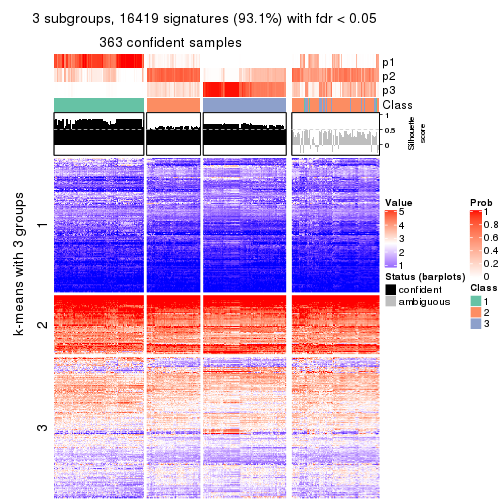 3 subgroups, 16419 signatures (93.1%) with fdr < 0.05
363 confident samples
p1
p2
p3
Class
1
0.5
0
Silhouette
score
k-means with 3 groups
1
2
3
Value
5
4
3
2
1
Status (barplots)
confident
ambiguous
Prob
1
0.8
0.6
0.4
0.2
0
Class
1
2
3